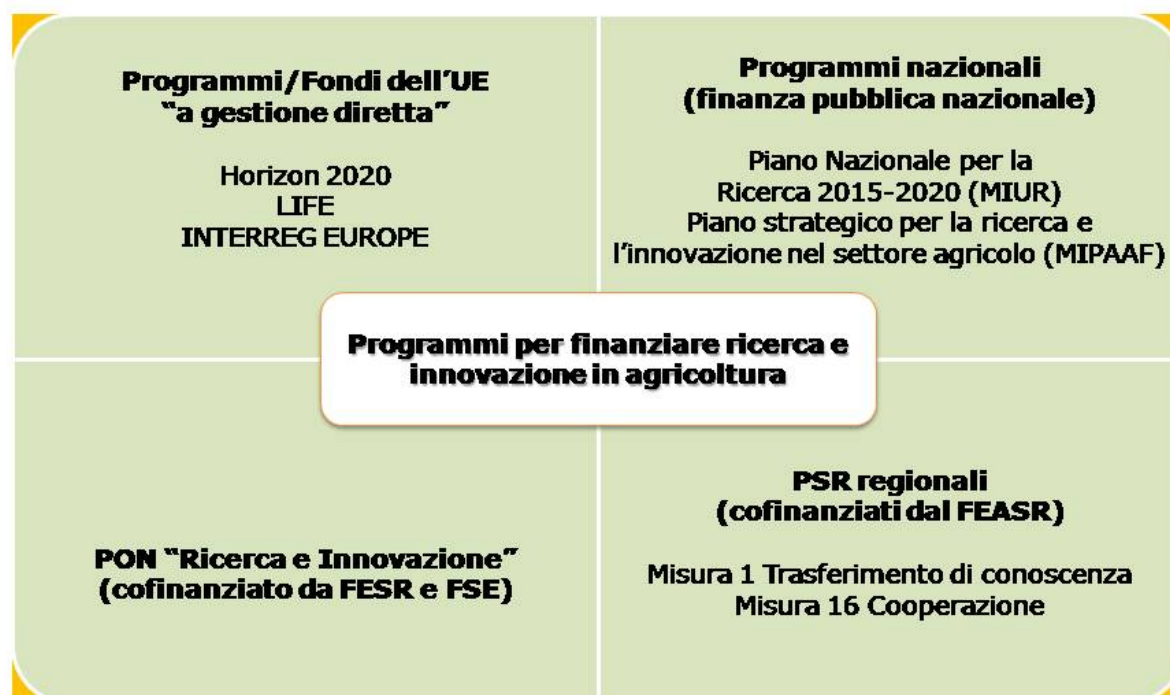 Programmi/Fondi dell’UE
“a gestione diretta”
Horizon 2020
LIFE
INTERREG EUROPE
Programmi nazionali
(finanza pubblica nazionale)
Piano Nazionale per la
Ricerca 2015-2020 (MIUR)
Piano strategico per la ricerca e
l’innovazione nel settore agricolo (MIPAAF)
Programmi per finanziare ricerca e
innovazione in agricoltura
PON “Ricerca e Innovazione”
(cofinanziato da FESR e FSE)
PSR regionali
(cofinanziati dal FEASR)
Misura 1 Trasferimento di conoscenza
Misura 16 Cooperazione